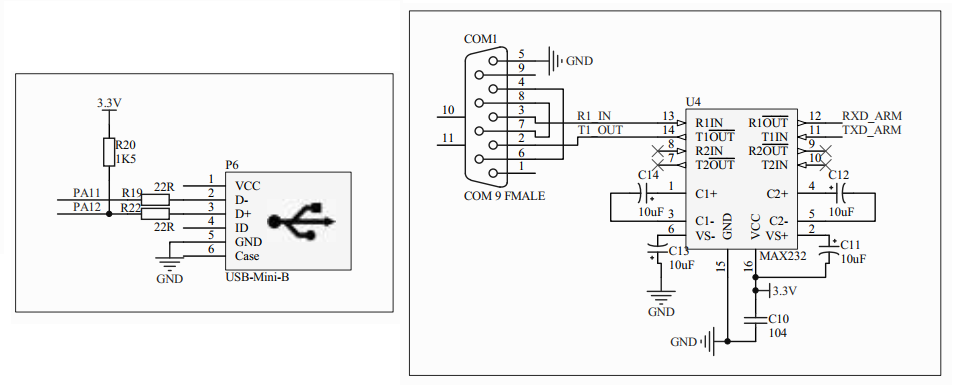 3.3V
R20
1K5
P6
PA11
R19
22R
1
VCC
2
D-
PA12
R22
3
D+
22R
4
ID
5
GND
6
Case
GND
USB-Mini-B
COM1
5
GND
9
4
8
3
7
2
6
1
10
11
COM 9 FMALE
R1_IN
T1_OUT
U4
13
R1IN
R1OUT
12
RXD_ARM
14
T1OUT
T1IN
11
TXD_ARM
8
R2IN
R2OUT
9
7
T2OUT
T2IN
10
C14
10uF
1
C1+
C2+
4
C12
10uF
3
C1-
C2-
5
6
VS-
VS+
2
GND
VCC
C13
10uF
GND
15
16
MAX232
C11
10uF
3.3V
C10
104
GND